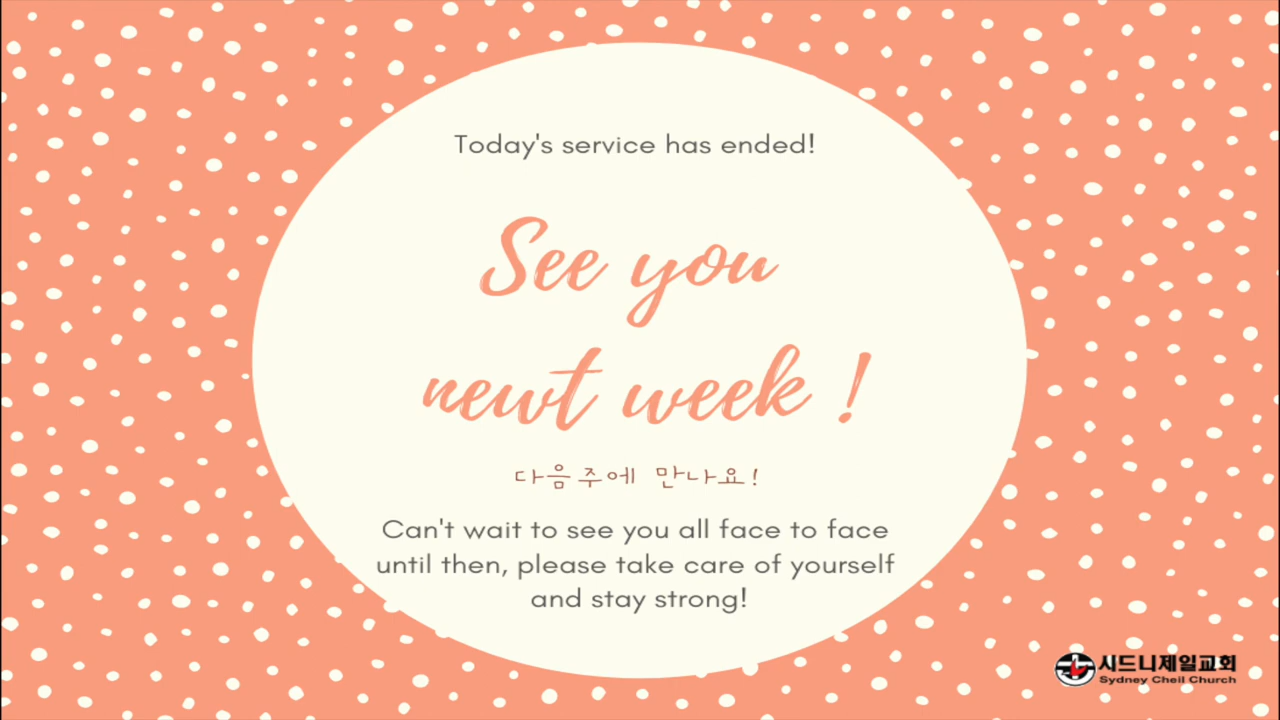 Today's service has ended!
See you
newt week !
다음주에 만나요!
Can't wait to see you all face to face
until then, please take care of yourself
and stay strong!
시드니제일교회
Sydney Cheil Church